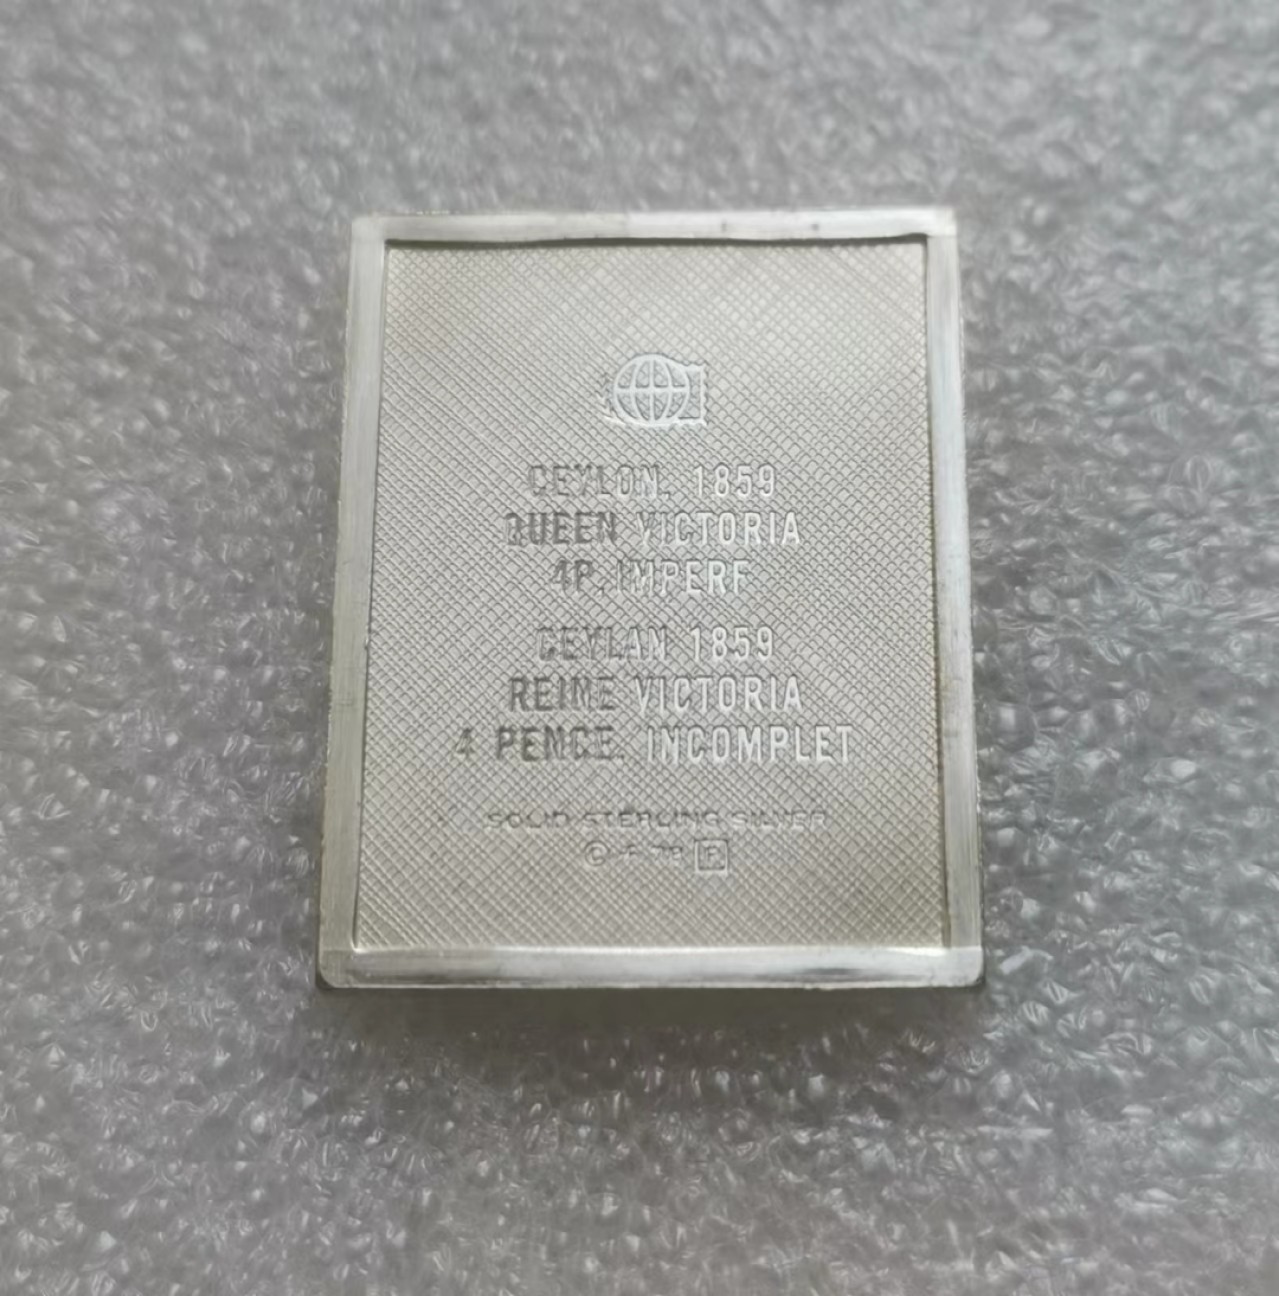 CEYLON. 1859
QUEEN VICTORIA
4P. IMPERF
CEYLAN 1859
REINE VICTORIA
4 PENCE. INCOMPLET
SOLID STERLING SILVER
©